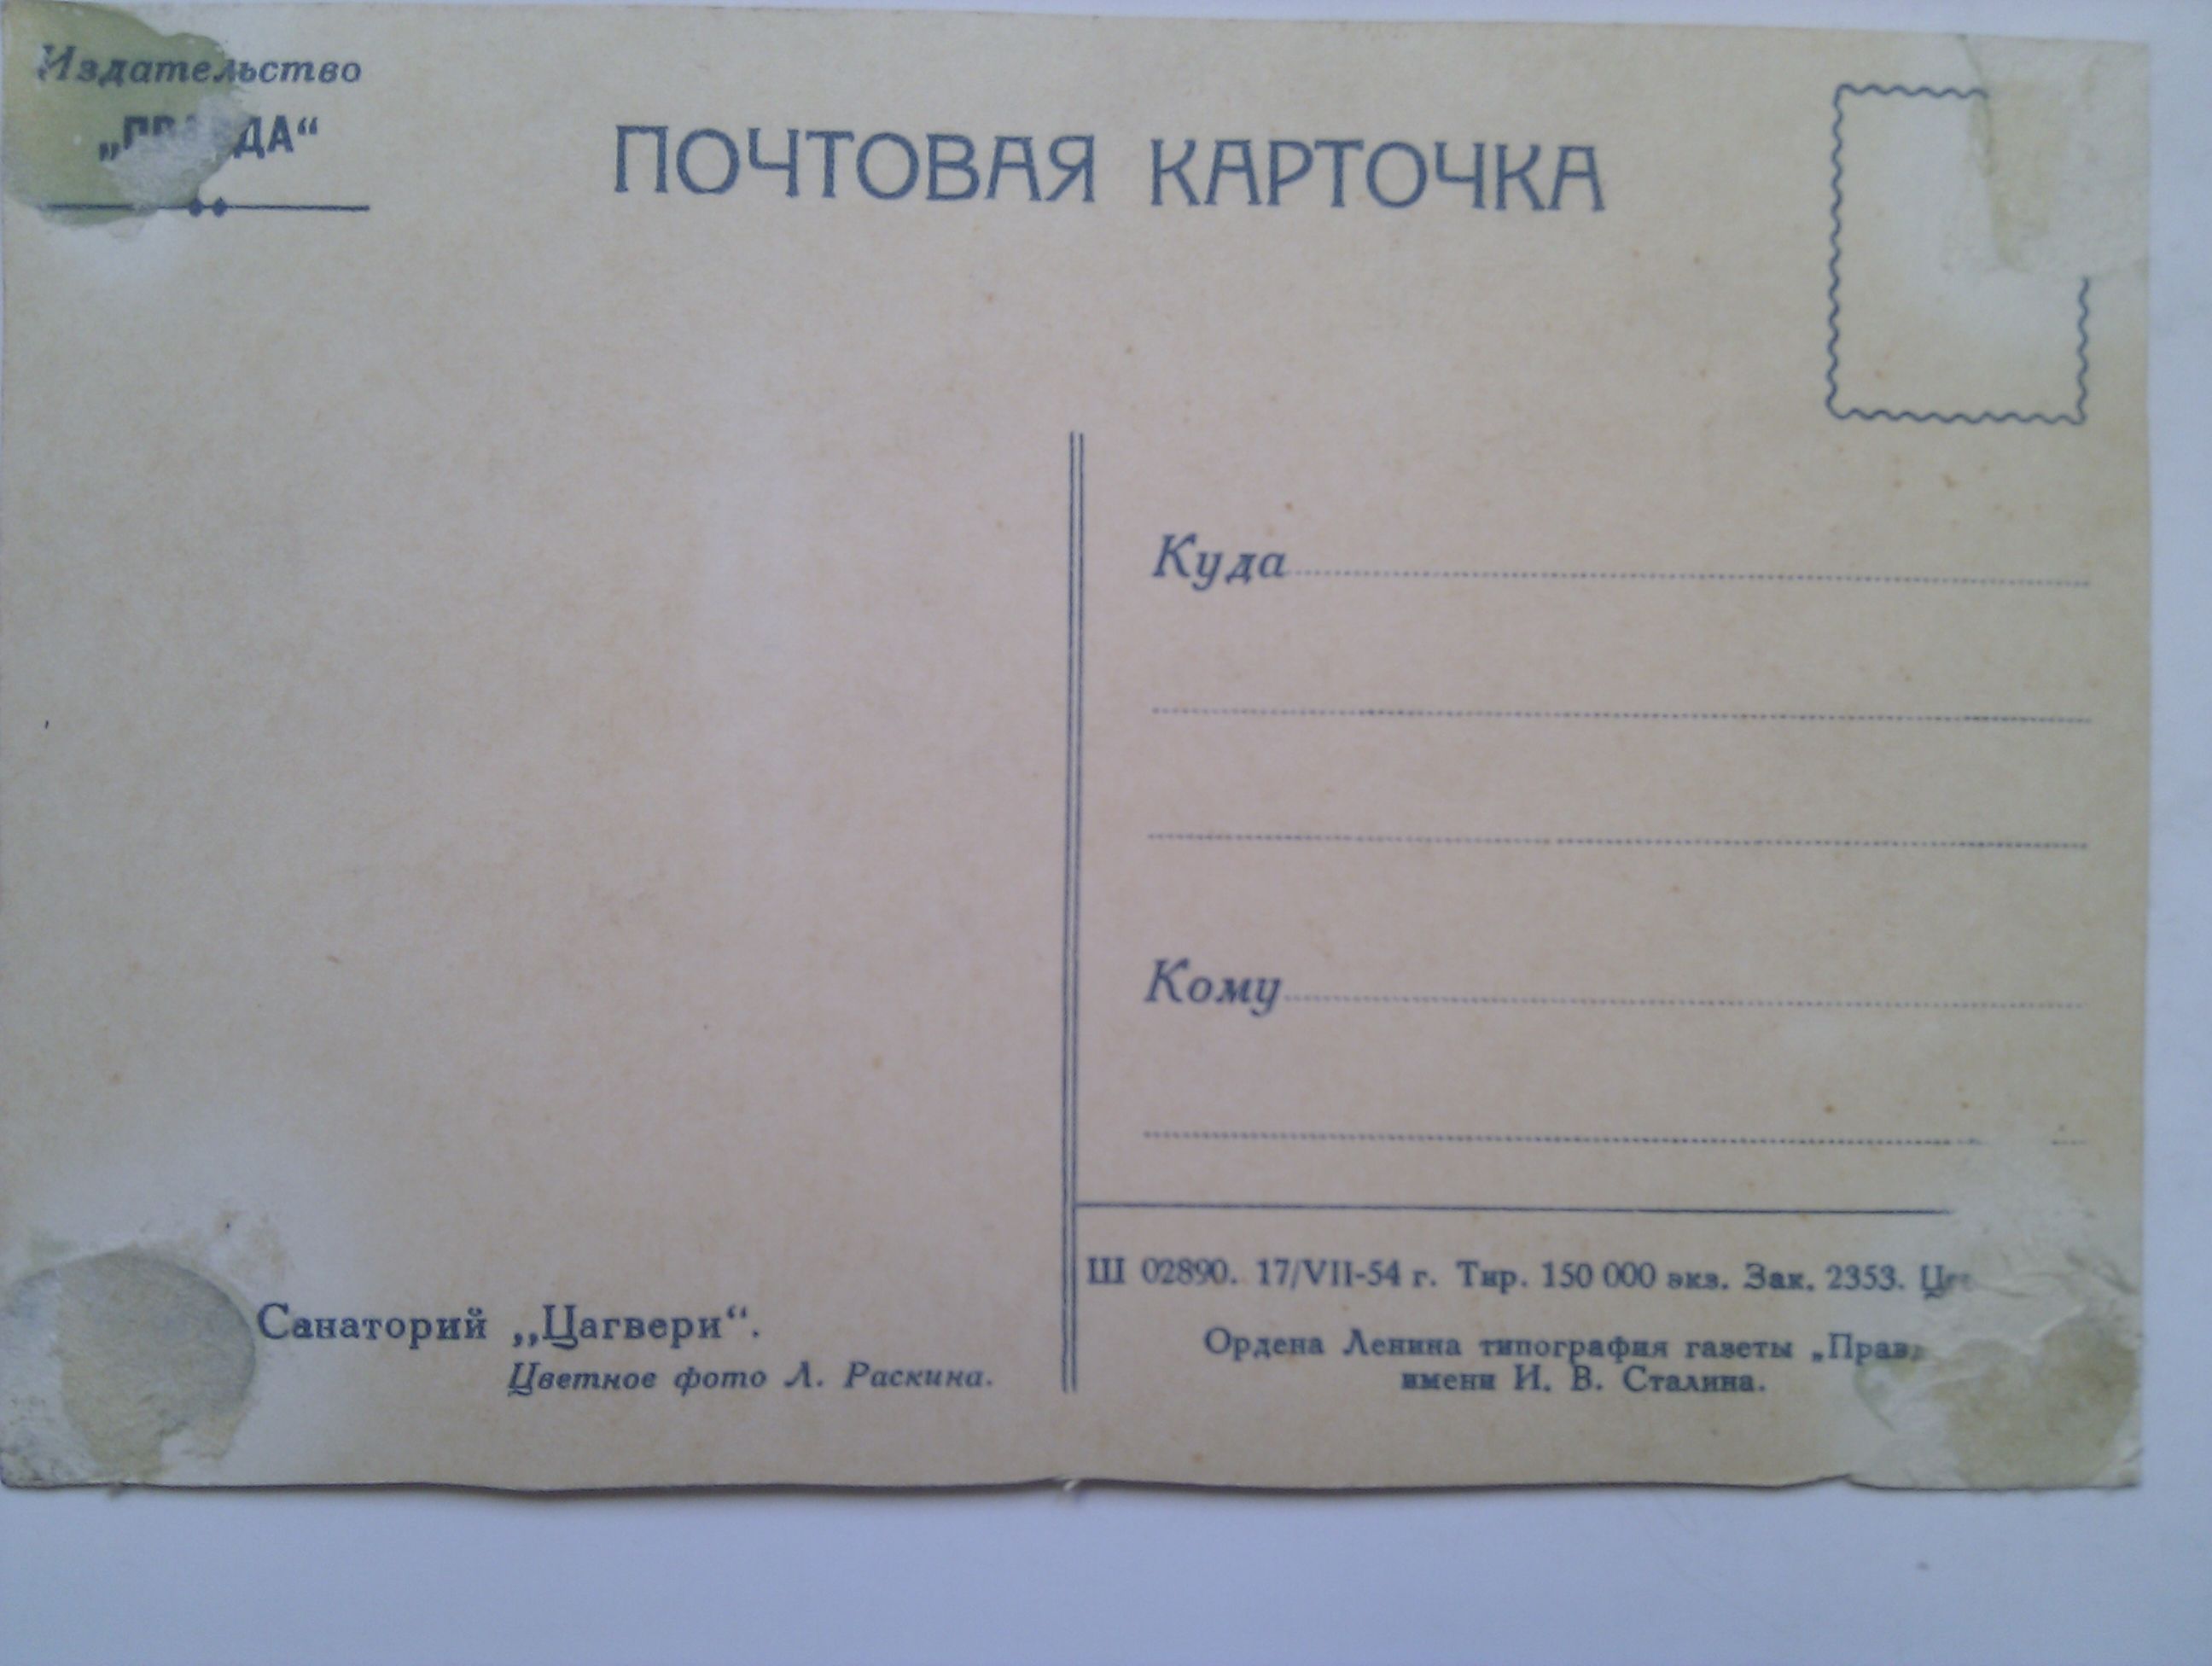 Издательство
ПОЧТОВАЯ КАРТОЧКА
Куда
Кому
Санаторий „Цагвери“.
Цветное фото Л. Раскина.
Ш 02890. 17/VII-54 г. Тир. 150 000 экз. Зак. 2353.
Ордена Ленина типография газеты
имени И. В. Сталина.